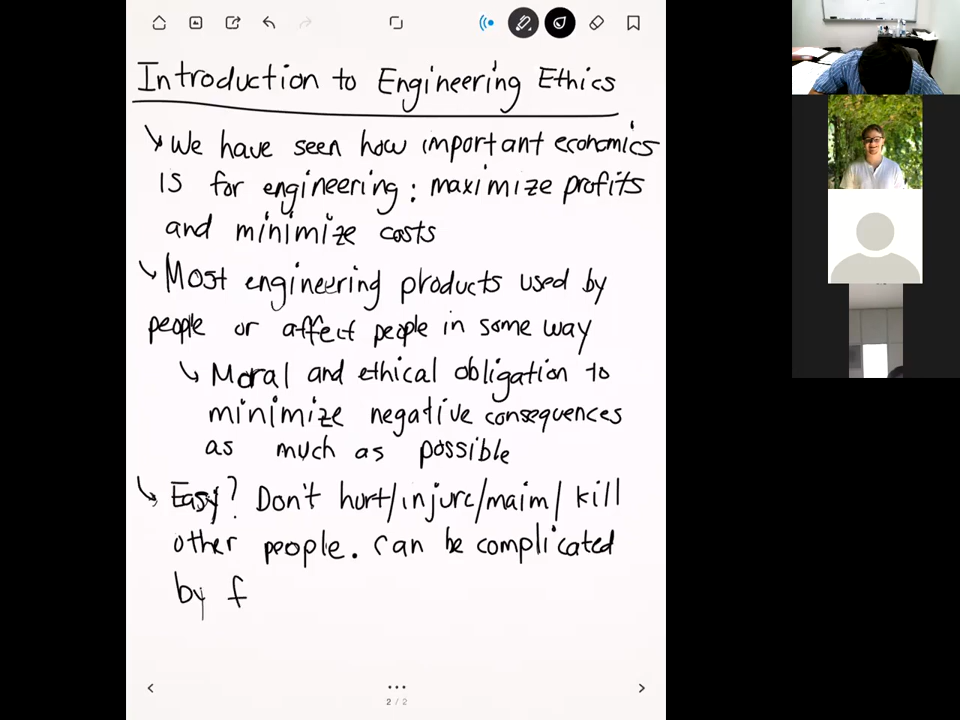 Introduction to Engineering Ethics
↘ We have seen how important economics
is for engineering: maximize profits
and minimize costs
↘ Most engineering products used by
people or affect people in some way
↘ Moral and ethical obligation to
minimize negative consequences
as much as possible
↘ Easy? Don't hurt/injure/maim/kill
other people. Can be complicated
by f
2 / 2